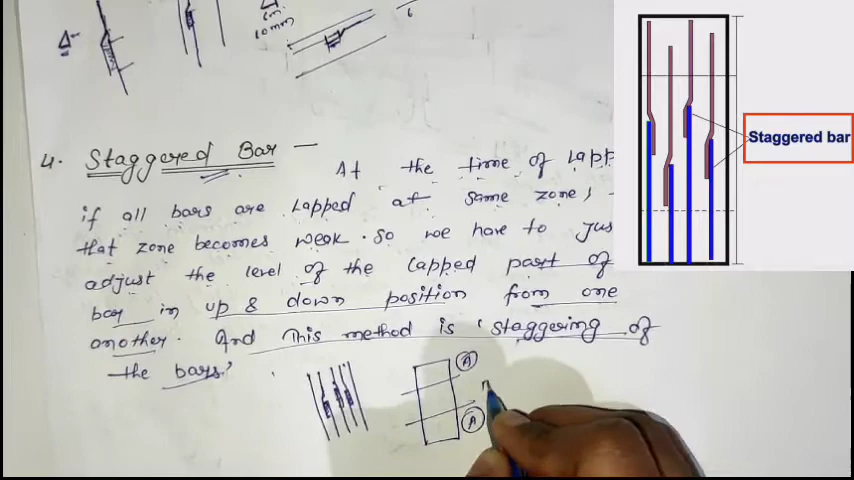 6
10mm
4. Staggered Bar —
At the time of Lapp
if all bars are Lapped at same zone,
that zone becomes weak. so we have to jus
adjust the level of the Lapped part of
bar in up & down position from one
another. And This method is 'staggering of
the bars'
A
A
Staggered bar